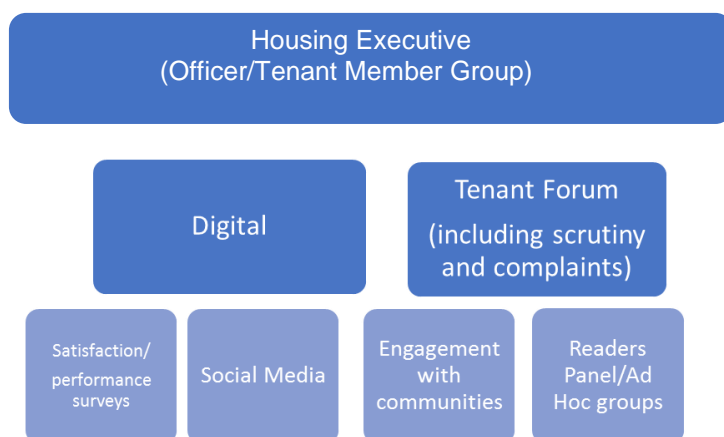 Housing Executive
(Officer/Tenant Member Group)
Digital
Tenant Forum
(including scrutiny
and complaints)
Satisfaction/
performance
surveys
Social Media
Engagement
with
communities
Readers
Panel/Ad
Hoc groups